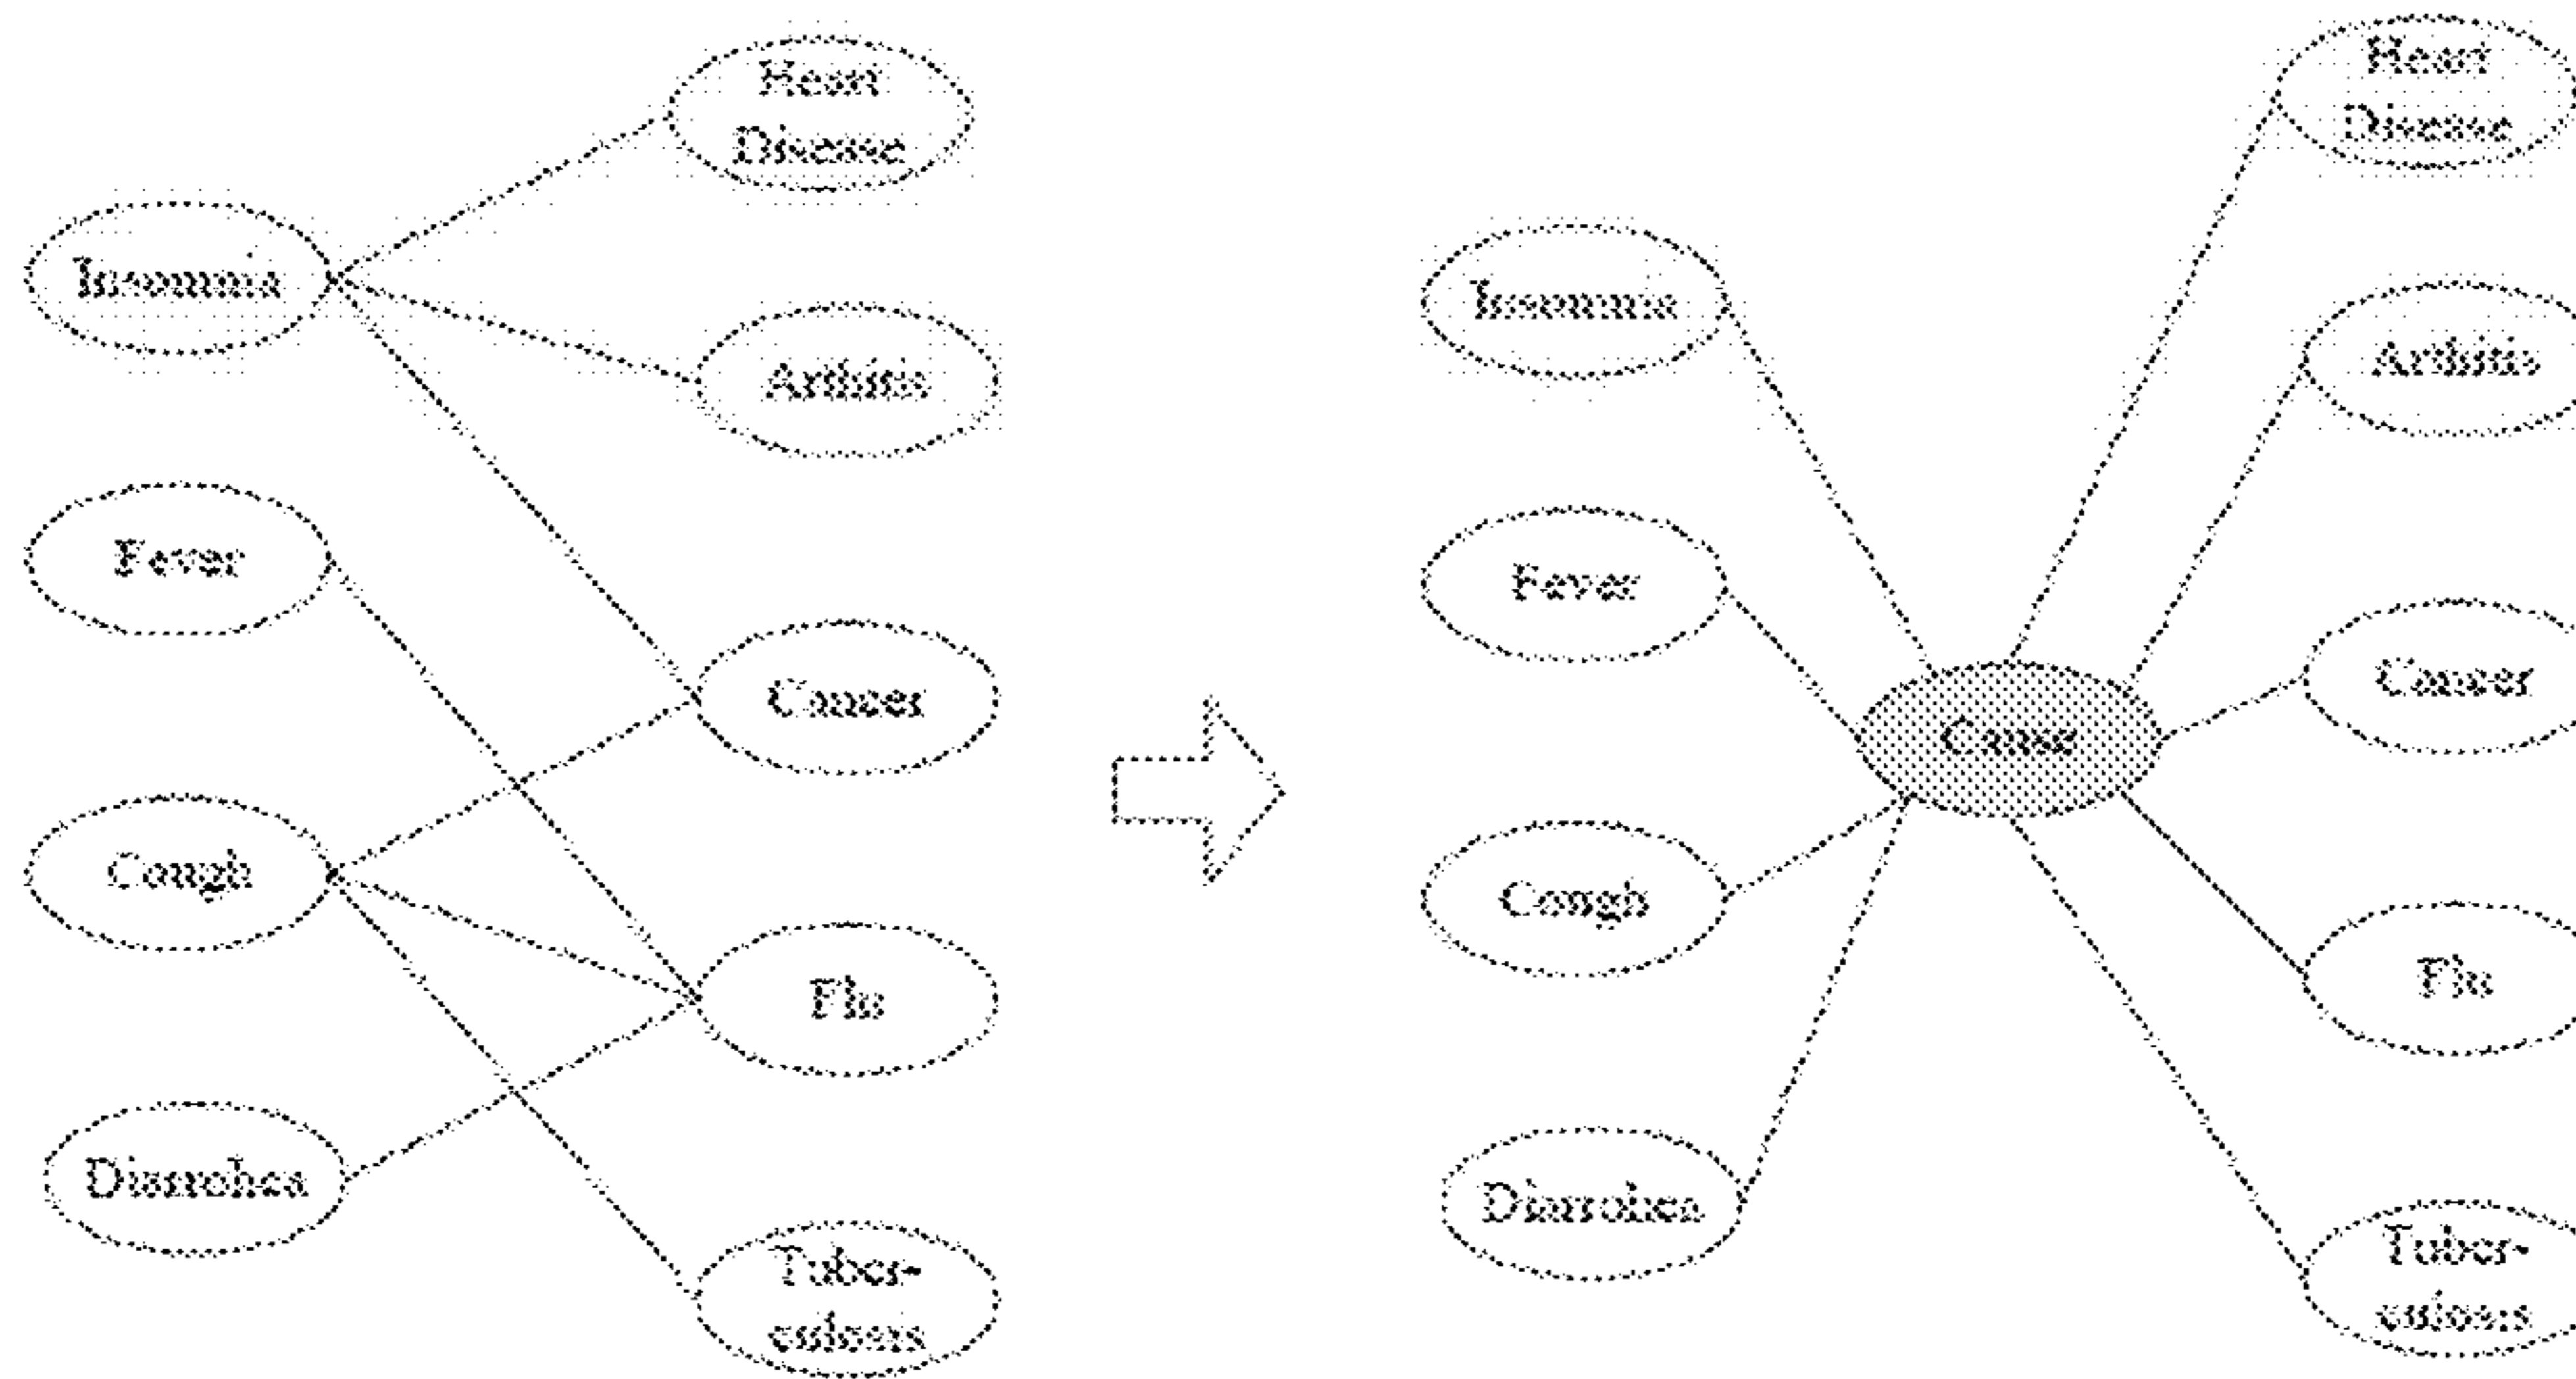 Heart
Disease
Insomnia
Arthitis
Fever
Cancer
Cough
Flu
Diarrohea
Tuber-
culosis
Heart
Disease
Insomnia
Arthitis
Fever
Cancer
Cause
Cough
Flu
Diarrohea
Tuber-
culosis